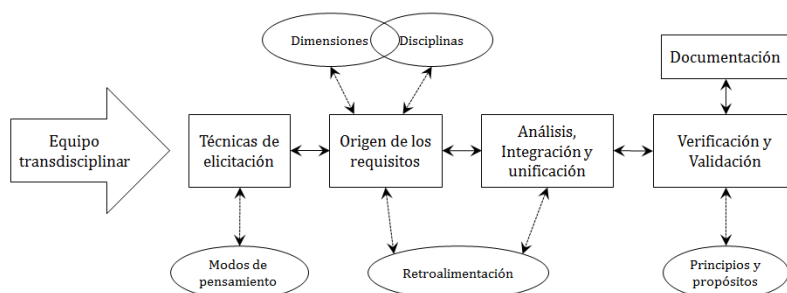 Dimensiones
Disciplinas
Documentación
Equipo
transdisciplinar
Técnicas de
elicitación
Origen de los
requisitos
Análisis,
Integración y
unificación
Verificación y
Validación
Modos de
pensamiento
Retroalimentación
Principios y
propósitos